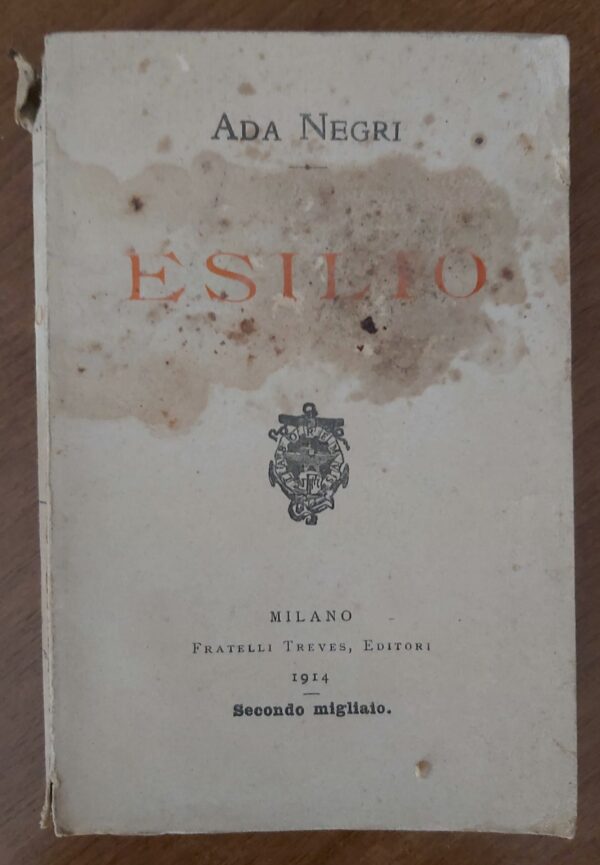 ADA NEGRI
ESILIO
MILANO
FRATELLI TREVES, EDITORI
1914
Secondo migliaio.